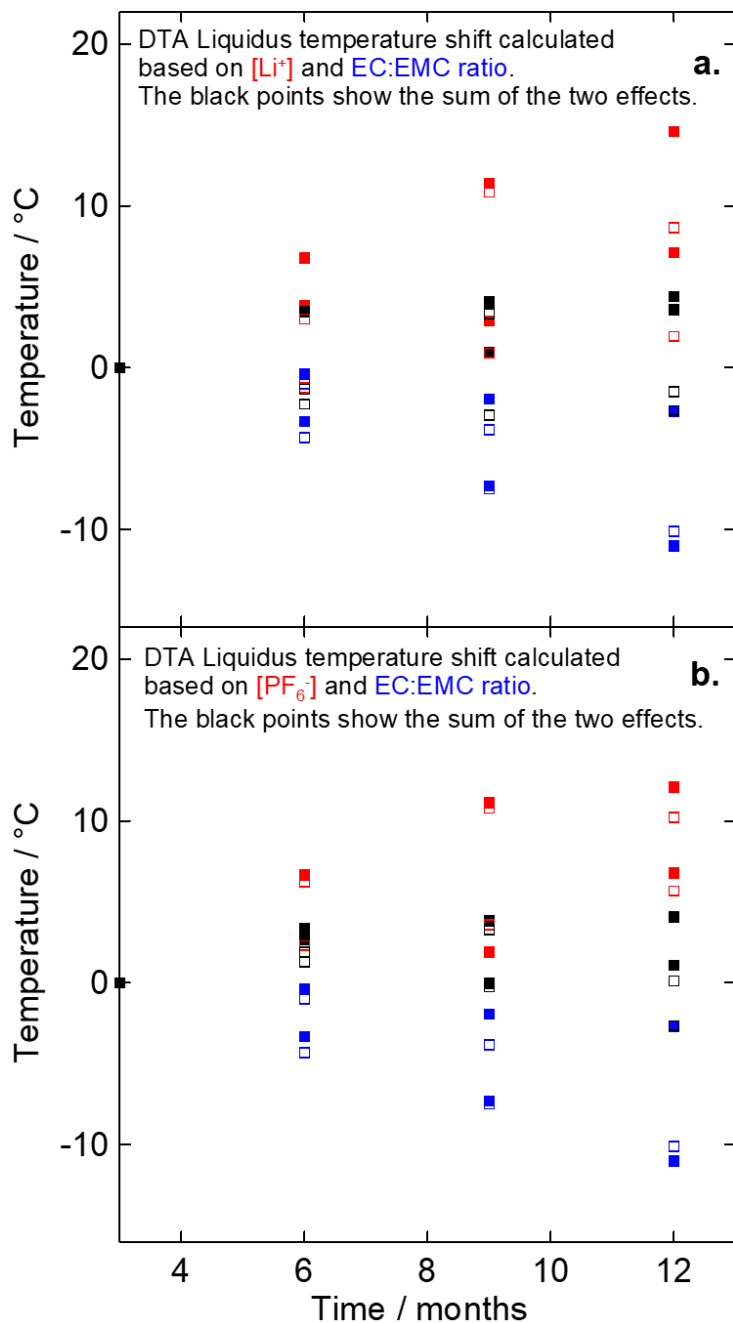 20
DTA Liquidus temperature shift calculated
based on [Li⁺] and EC:EMC ratio.
The black points show the sum of the two effects.
a.
10
0
-10
Temperature / °C
20
DTA Liquidus temperature shift calculated
based on [PF₆⁻] and EC:EMC ratio.
The black points show the sum of the two effects.
b.
10
0
-10
Temperature / °C
4 6 8 10 12
Time / months